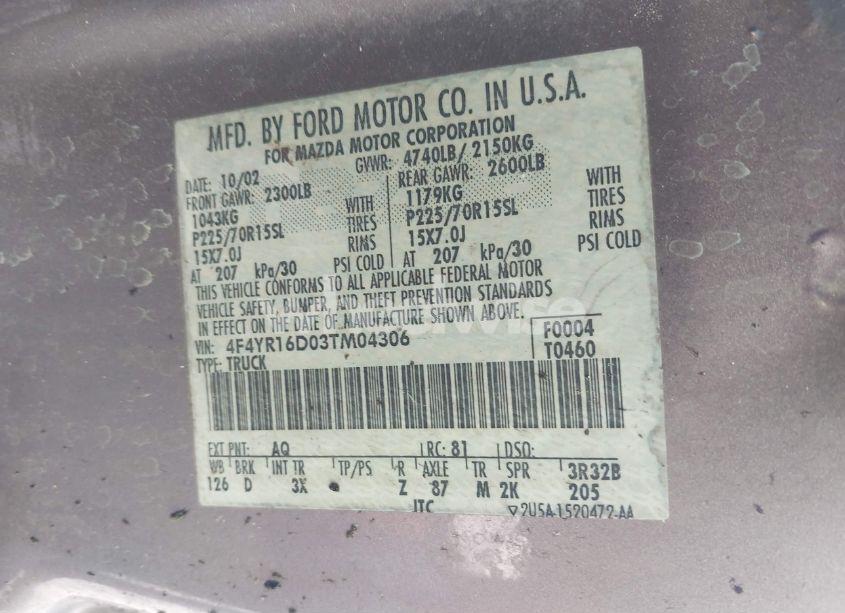 MFD. BY FORD MOTOR CO. IN U.S.A.
FOR MAZDA MOTOR CORPORATION
DATE: 10/02 GVWR: 4740LB / 2150KG
FRONT GAWR: 2300LB REAR GAWR: 2600LB
1043KG WITH 1179KG WITH
P225/70R15SL TIRES P225/70R15SL TIRES
15X7.0J RIMS 15X7.0J RIMS
AT 207 kPa/30 PSI COLD AT 207 kPa/30 PSI COLD
THIS VEHICLE CONFORMS TO ALL APPLICABLE FEDERAL MOTOR
VEHICLE SAFETY, BUMPER, AND THEFT PREVENTION STANDARDS
IN EFFECT ON THE DATE OF MANUFACTURE SHOWN ABOVE.
VIN: 4F4YR16D03TM04306 F0004
TYPE: TRUCK T0460
EXT PNT: AQ RC: 81 DSO:
WB BRK INT TR TP/PS R AXLE TR SPR 3R32B
126 D 3X Z 87 M 2K 205
ITC ▽2U5A-1520472-AA